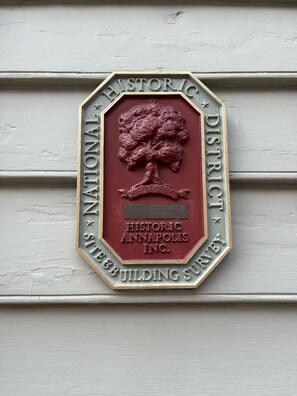 NATIONAL HISTORIC DISTRICT
HISTORIC
ANNAPOLIS
INC.
SITE & BUILDING SURVEY